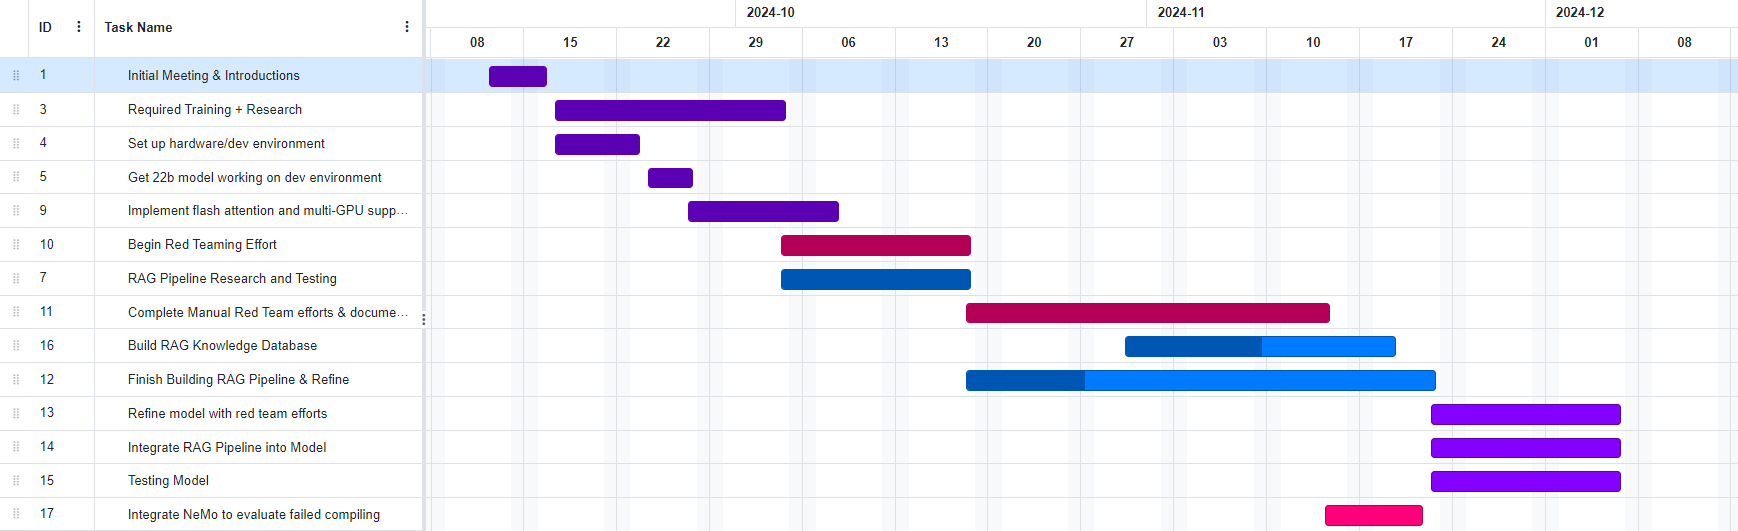 ID Task Name 2024-10 2024-11 2024-12
08 15 22 29 06 13 20 27 03 10 17 24 01 08
1 Initial Meeting & Introductions
3 Required Training + Research
4 Set up hardware/dev environment
5 Get 22b model working on dev environment
9 Implement flash attention and multi-GPU supp...
10 Begin Red Teaming Effort
7 RAG Pipeline Research and Testing
11 Complete Manual Red Team efforts & docume...
16 Build RAG Knowledge Database
12 Finish Building RAG Pipeline & Refine
13 Refine model with red team efforts
14 Integrate RAG Pipeline into Model
15 Testing Model
17 Integrate NeMo to evaluate failed compiling